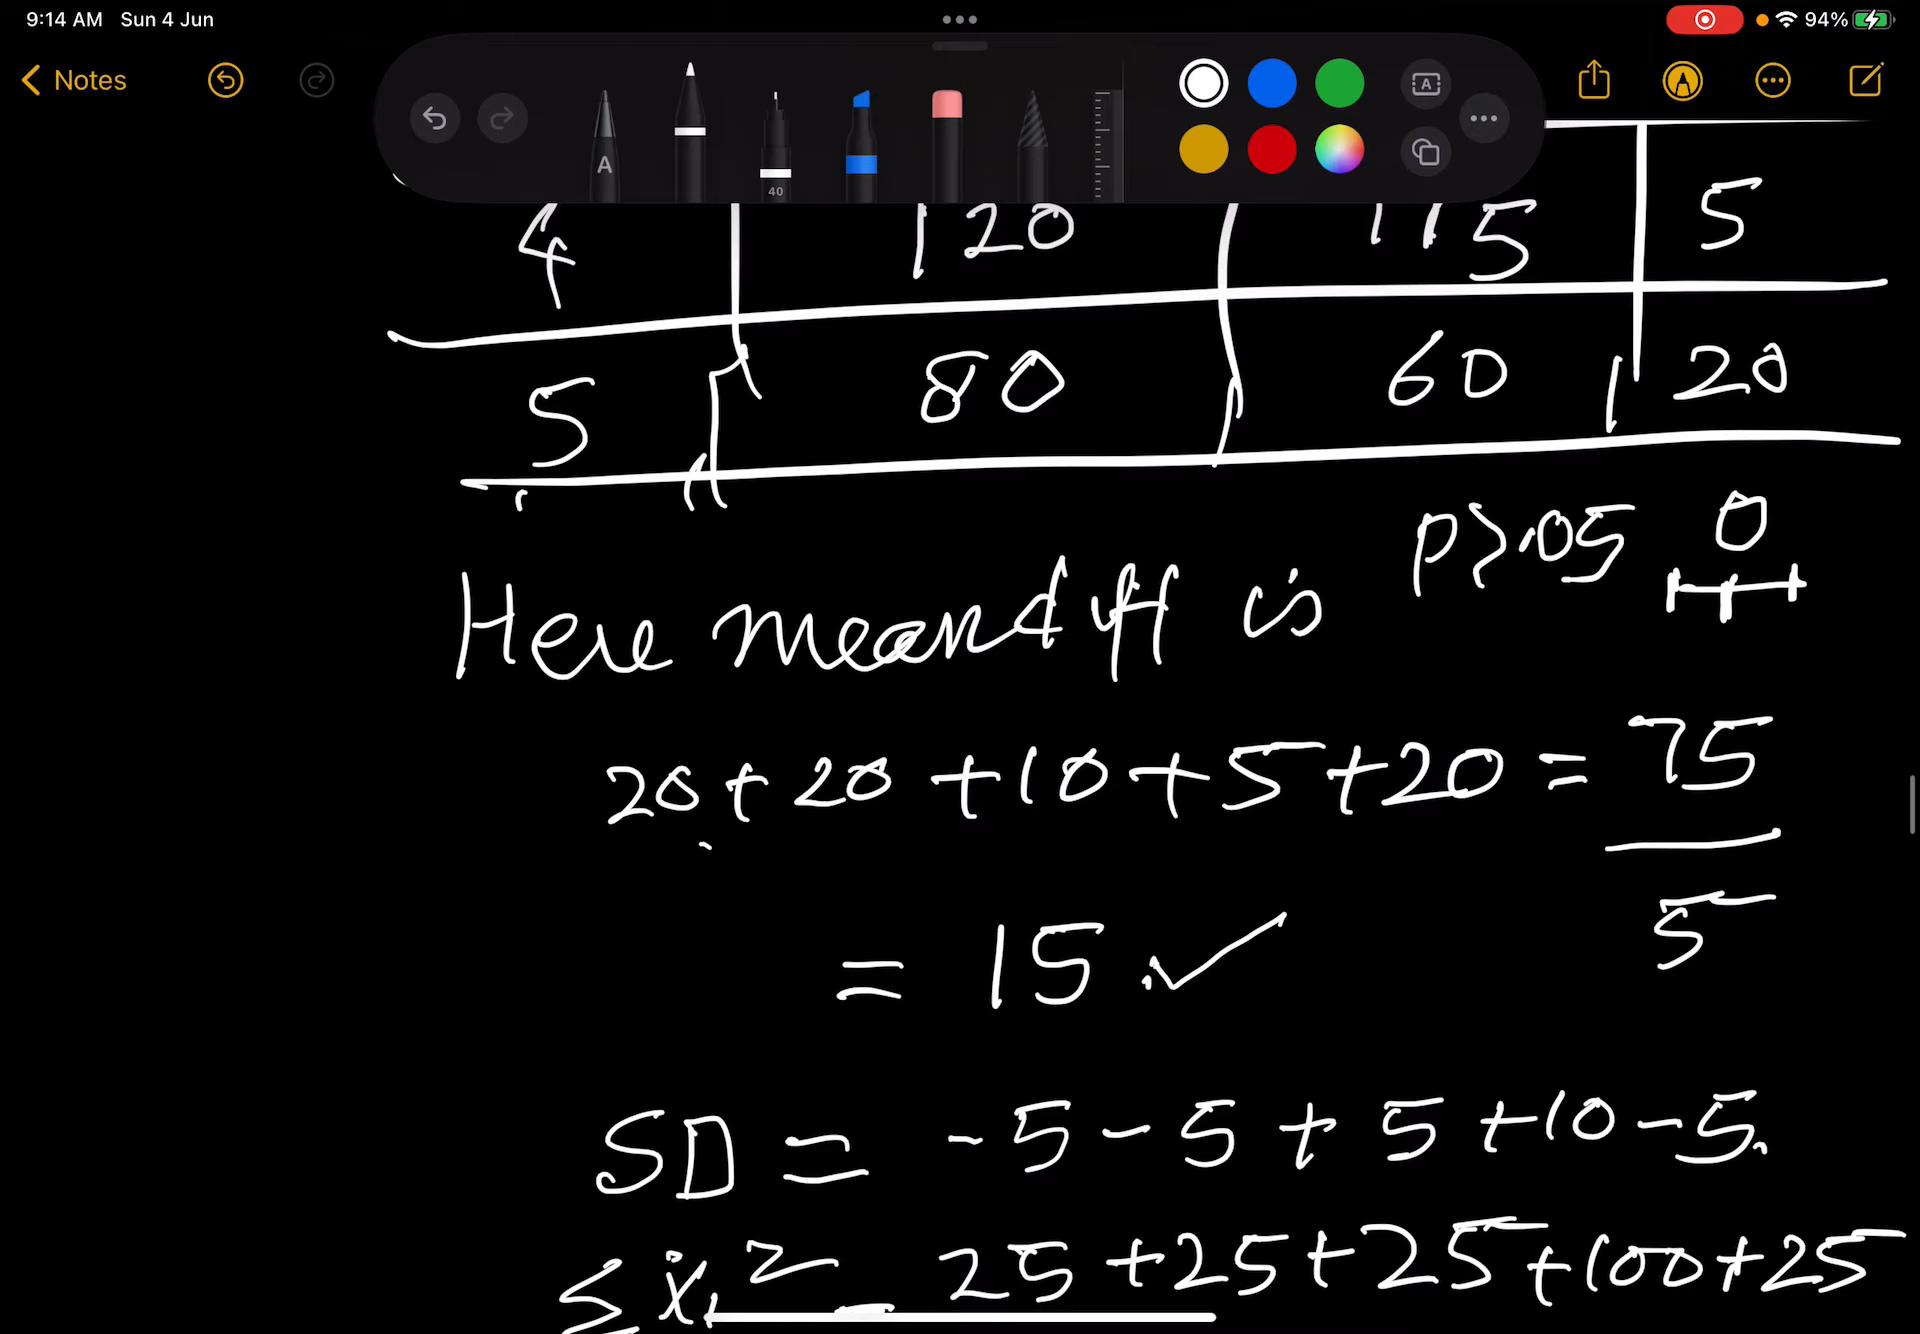 9:14 AM Sun 4 Jun
94%
Notes
A
40
A
4 120 115 5
5 80 60 20
p>.05 0
Here mean diff is
20 + 20 + 10 + 5 + 20 = 75
5
= 15 ✓
SD = - 5 - 5 + 5 + 10 - 5
25 + 25 + 25 + 100 + 25